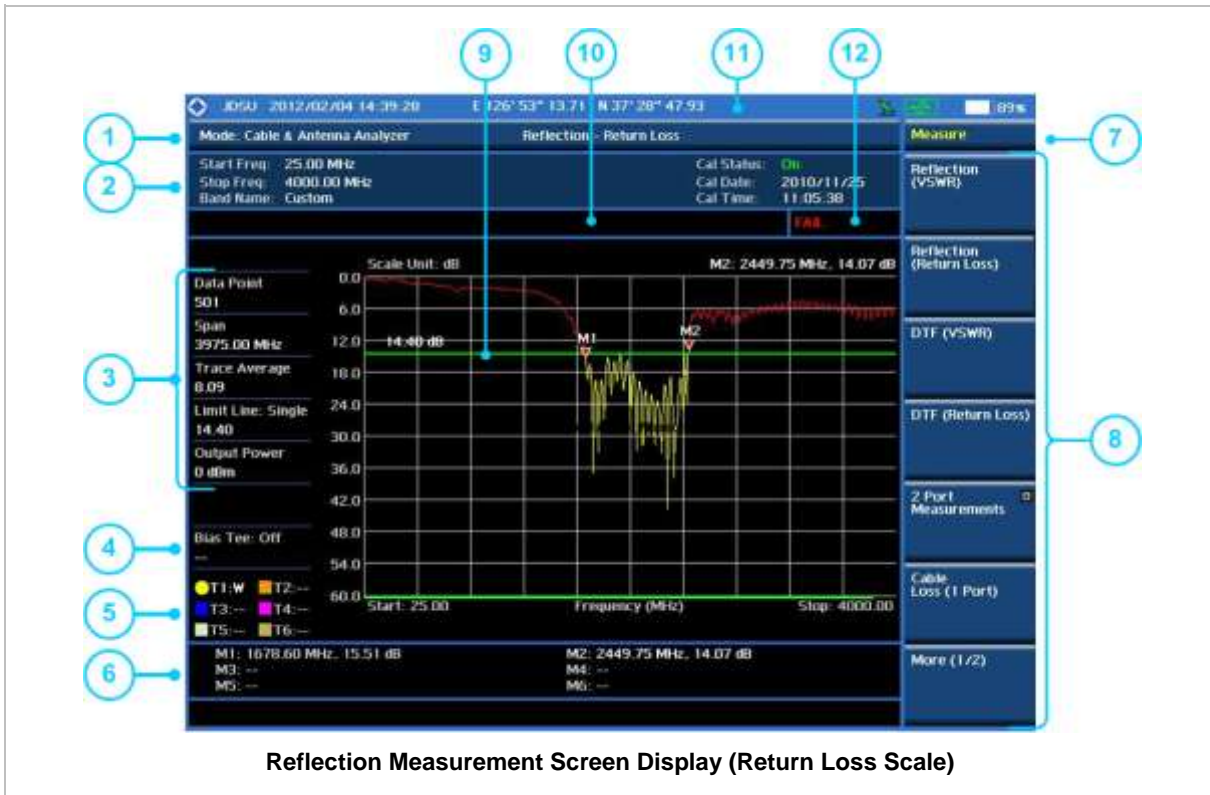 9 10 11 12
JDSU 2012/02/04 14:39:20 E 126° 53" 13.71 N 37° 28" 47.93 89%
1 Mode: Cable & Antenna Analyzer Reflection - Return Loss Measure 7
Start Freq: 25.00 MHz Cal Status: On
2 Stop Freq: 4000.00 MHz Cal Date: 2010/11/25
Band Name: Custom Cal Time: 11:05:38
FAIL
Reflection
(VSWR)
Reflection
(Return Loss)
DTF (VSWR)
DTF (Return Loss)
8
2 Port
Measurements
Cable
Loss (1 Port)
More (1/2)
3
Data Point
501
Span
3975.00 MHz
Trace Average
8.09
Limit Line: Single
14.40
Output Power
0 dBm
4
Bias Tee: Off
--
5
T1:W T2:--
T3:-- T4:--
T5:-- T6:--
Scale Unit: dB M2: 2449.75 MHz, 14.07 dB
0.0
6.0
12.0
18.0
24.0
30.0
36.0
42.0
48.0
54.0
60.0
14.40 dB
M1
M2
Start: 25.00 Frequency (MHz) Stop: 4000.00
6
M1: 1678.60 MHz, 15.51 dB M2: 2449.75 MHz, 14.07 dB
M3: -- M4: --
M5: -- M6: --
Reflection Measurement Screen Display (Return Loss Scale)